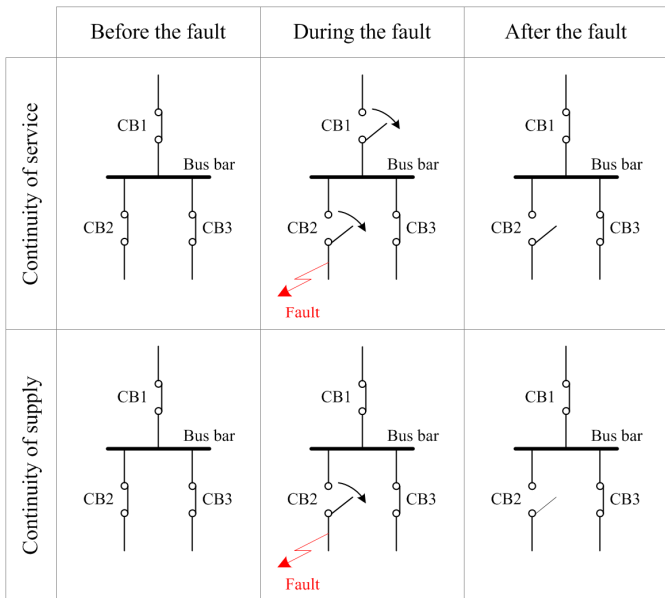 Before the fault
During the fault
After the fault
Continuity of service
CB1
Bus bar
CB2
CB3
CB1
Bus bar
CB2
CB3
Fault
CB1
Bus bar
CB2
CB3
Continuity of supply
CB1
Bus bar
CB2
CB3
CB1
Bus bar
CB2
CB3
Fault
CB1
Bus bar
CB2
CB3